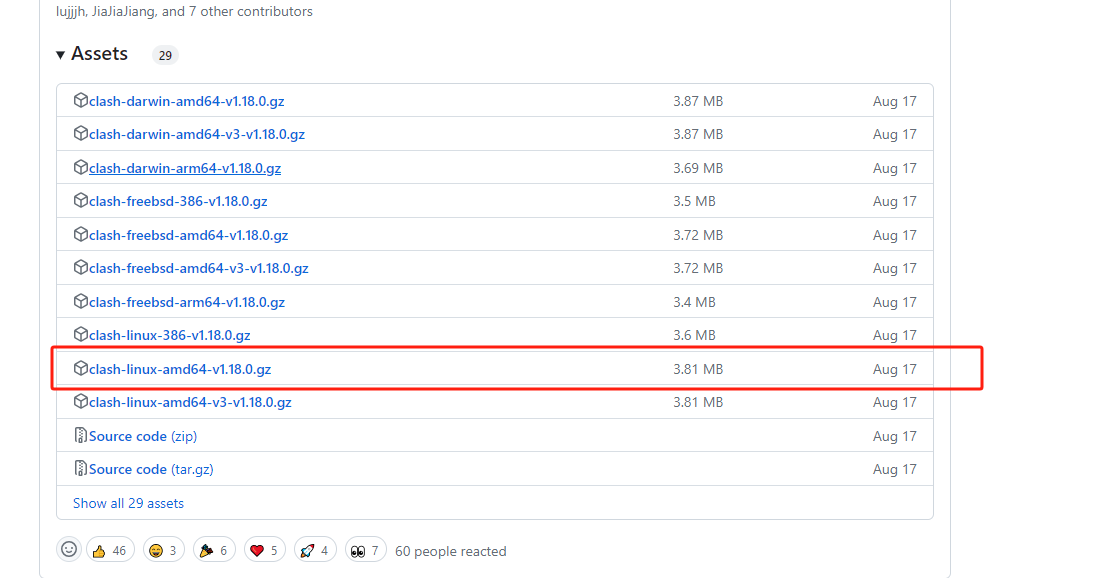 lujjjh, JiaJiaJiang, and 7 other contributors
Assets 29
clash-darwin-amd64-v1.18.0.gz 3.87 MB Aug 17
clash-darwin-amd64-v3-v1.18.0.gz 3.87 MB Aug 17
clash-darwin-arm64-v1.18.0.gz 3.69 MB Aug 17
clash-freebsd-386-v1.18.0.gz 3.5 MB Aug 17
clash-freebsd-amd64-v1.18.0.gz 3.72 MB Aug 17
clash-freebsd-amd64-v3-v1.18.0.gz 3.72 MB Aug 17
clash-freebsd-arm64-v1.18.0.gz 3.4 MB Aug 17
clash-linux-386-v1.18.0.gz 3.6 MB Aug 17
clash-linux-amd64-v1.18.0.gz 3.81 MB Aug 17
clash-linux-amd64-v3-v1.18.0.gz 3.81 MB Aug 17
Source code (zip) Aug 17
Source code (tar.gz) Aug 17
Show all 29 assets
46 3 6 5 4 7 60 people reacted